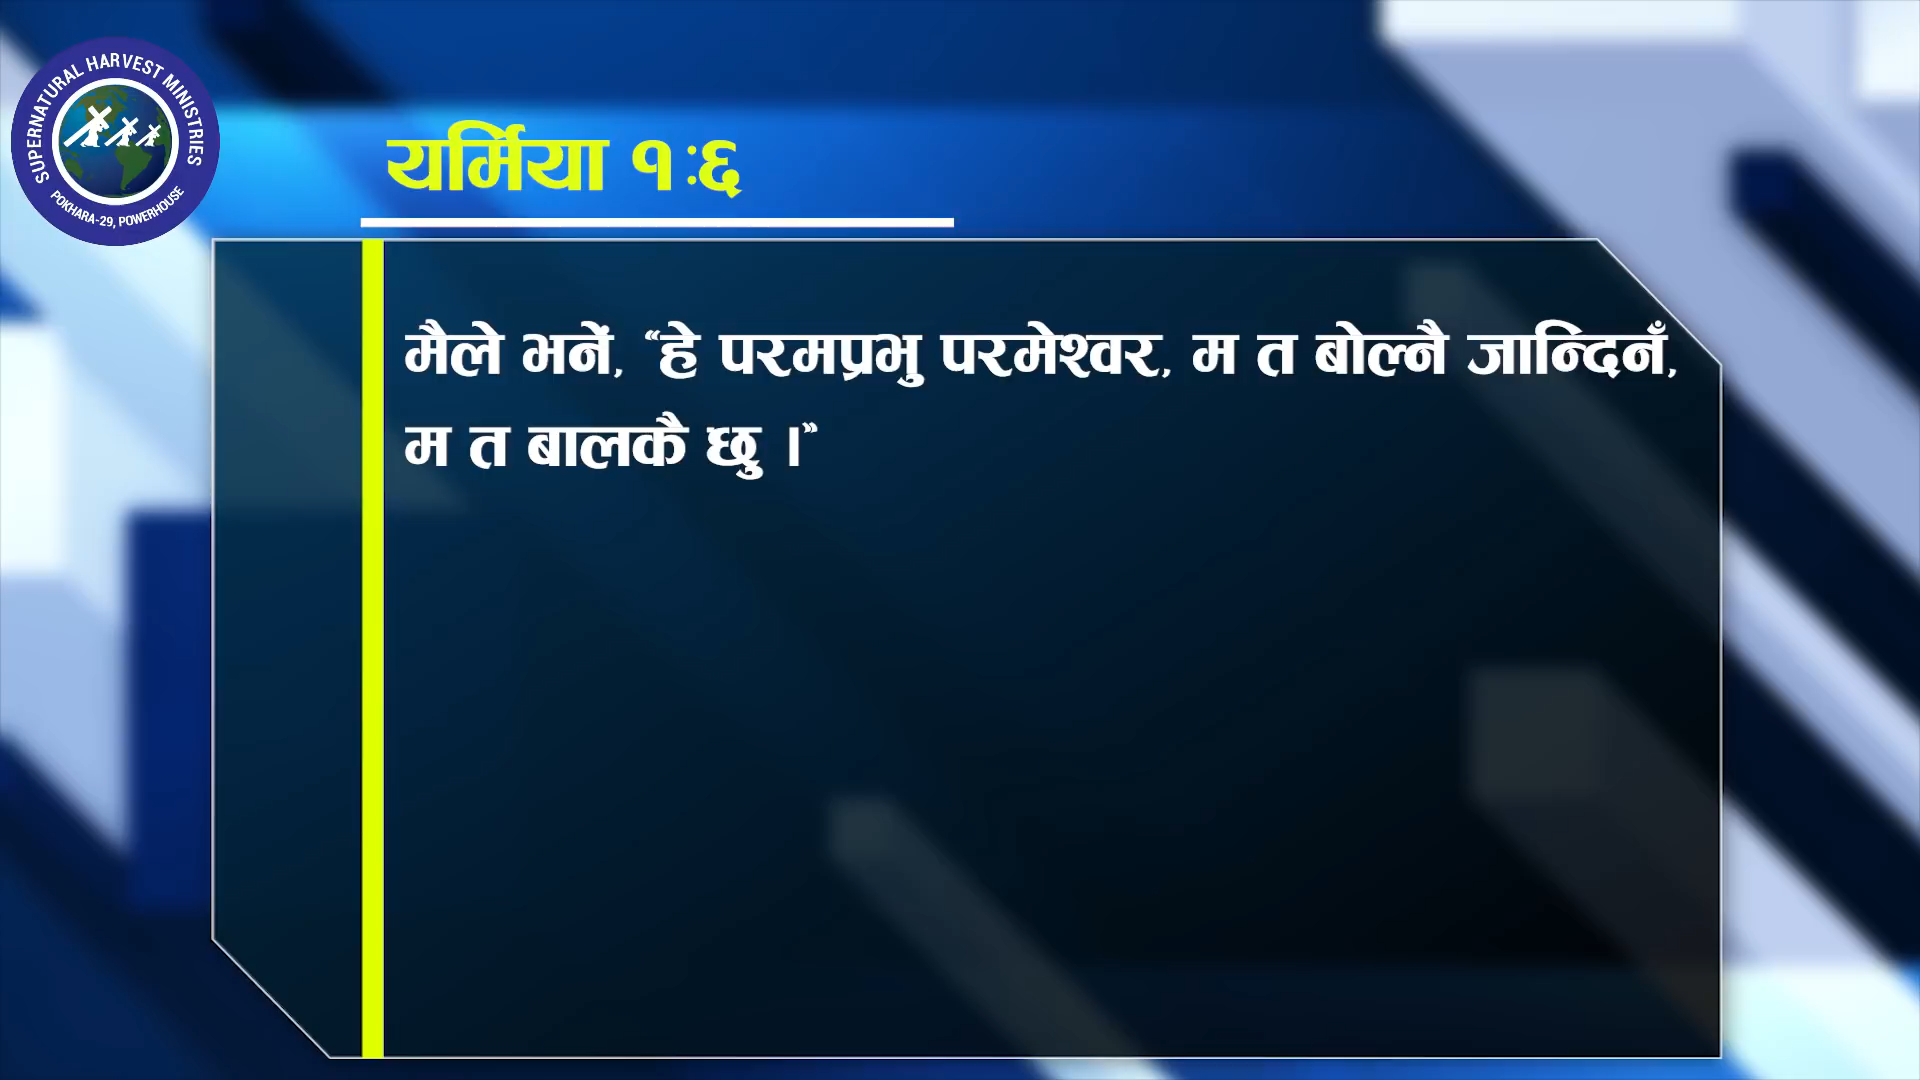 SUPERNATURAL HARVEST MINISTRIES
POKHARA-29, POWERHOUSE
यर्मिया १:६
मैले भनें, “हे परमप्रभु परमेश्वर, म त बोल्नै जान्दिनँ,
म त बालकै छु ।”